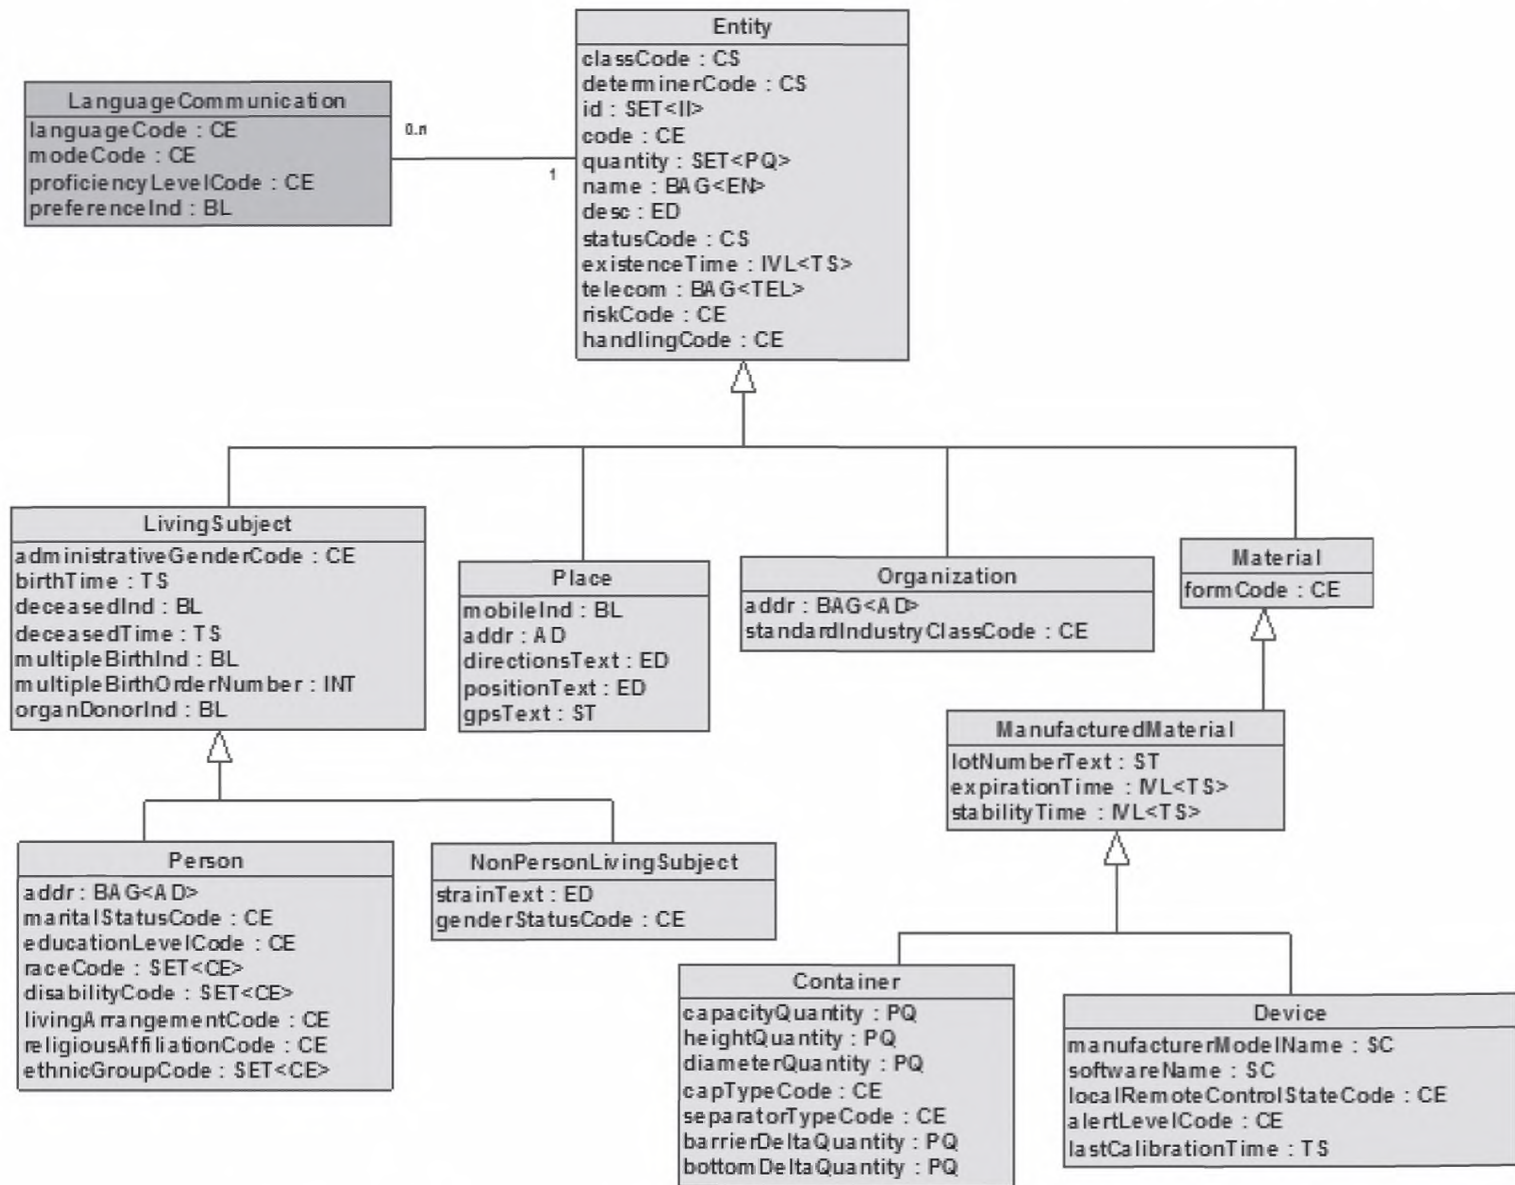 Entity
classCode : CS
determinerCode : CS
id : SET<II>
code : CE
quantity : SET<PQ>
name : BAG<EN>
desc : ED
statusCode : CS
existenceTime : IVL<TS>
telecom : BAG<TEL>
riskCode : CE
handlingCode : CE
LanguageCommunication
languageCode : CE
modeCode : CE
proficiencyLevelCode : CE
preferenceInd : BL
0..n
1
LivingSubject
administrativeGenderCode : CE
birthTime : TS
deceasedInd : BL
deceasedTime : TS
multipleBirthInd : BL
multipleBirthOrderNumber : INT
organDonorInd : BL
Place
mobileInd : BL
addr : AD
directionsText : ED
positionText : ED
gpsText : ST
Organization
addr : BAG<AD>
standardIndustryClassCode : CE
Material
formCode : CE
ManufacturedMaterial
lotNumberText : ST
expirationTime : IVL<TS>
stabilityTime : IVL<TS>
Person
addr : BAG<AD>
maritalStatusCode : CE
educationLevelCode : CE
raceCode : SET<CE>
disabilityCode : SET<CE>
livingArrangementCode : CE
religiousAffiliationCode : CE
ethnicGroupCode : SET<CE>
NonPersonLivingSubject
strainText : ED
genderStatusCode : CE
Container
capacityQuantity : PQ
heightQuantity : PQ
diameterQuantity : PQ
capTypeCode : CE
separatorTypeCode : CE
barrierDeltaQuantity : PQ
bottomDeltaQuantity : PQ
Device
manufacturerModelName : SC
softwareName : SC
localRemoteControlStateCode : CE
alertLevelCode : CE
lastCalibrationTime : TS